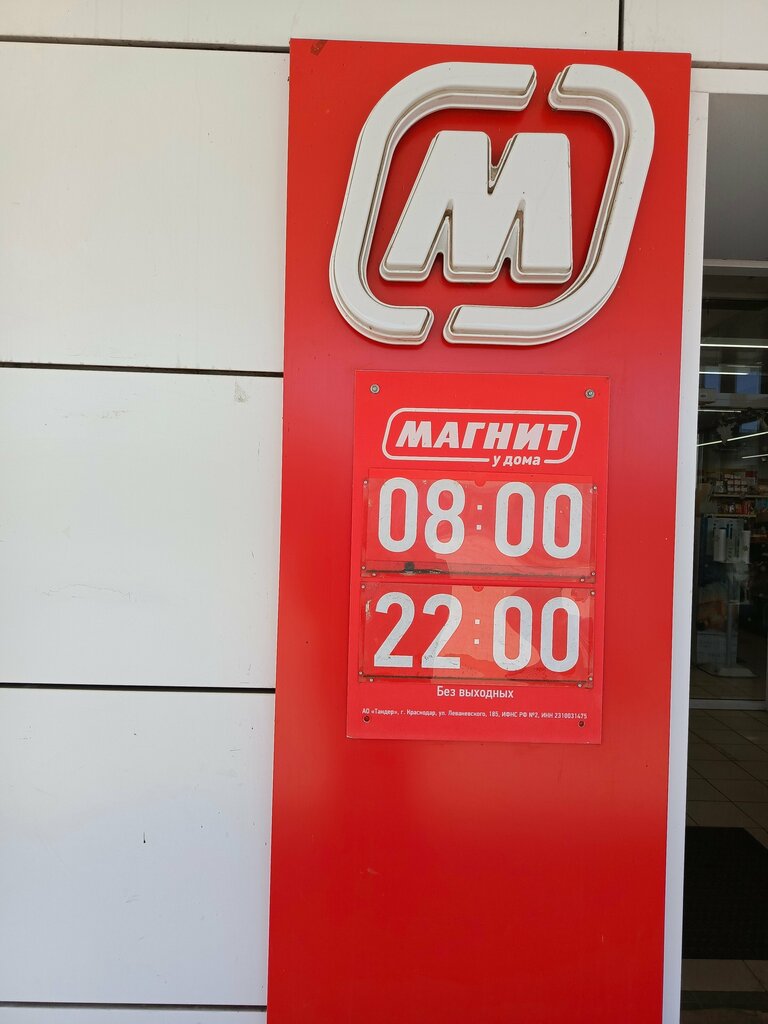 М
МАГНИТ
у дома
08:00
22:00
Без выходных
АО «Тандер», г. Краснодар, ул. Леваневского, 185, ИФНС РФ №2, ИНН 2310031475